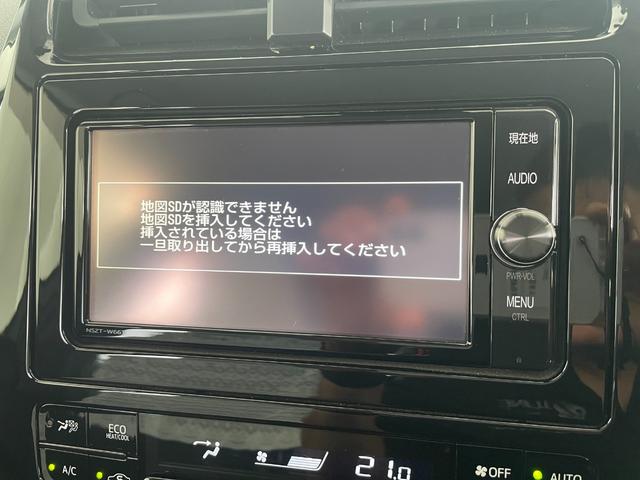 現在地
AUDIO
地図SDが認識できません
地図SDを挿入してください
挿入されている場合は
一旦取り出してから再挿入してください
PWR-VOL
MENU
CTRL
ECO
HEAT/COOL
A/C
21.0
OFF
AUTO